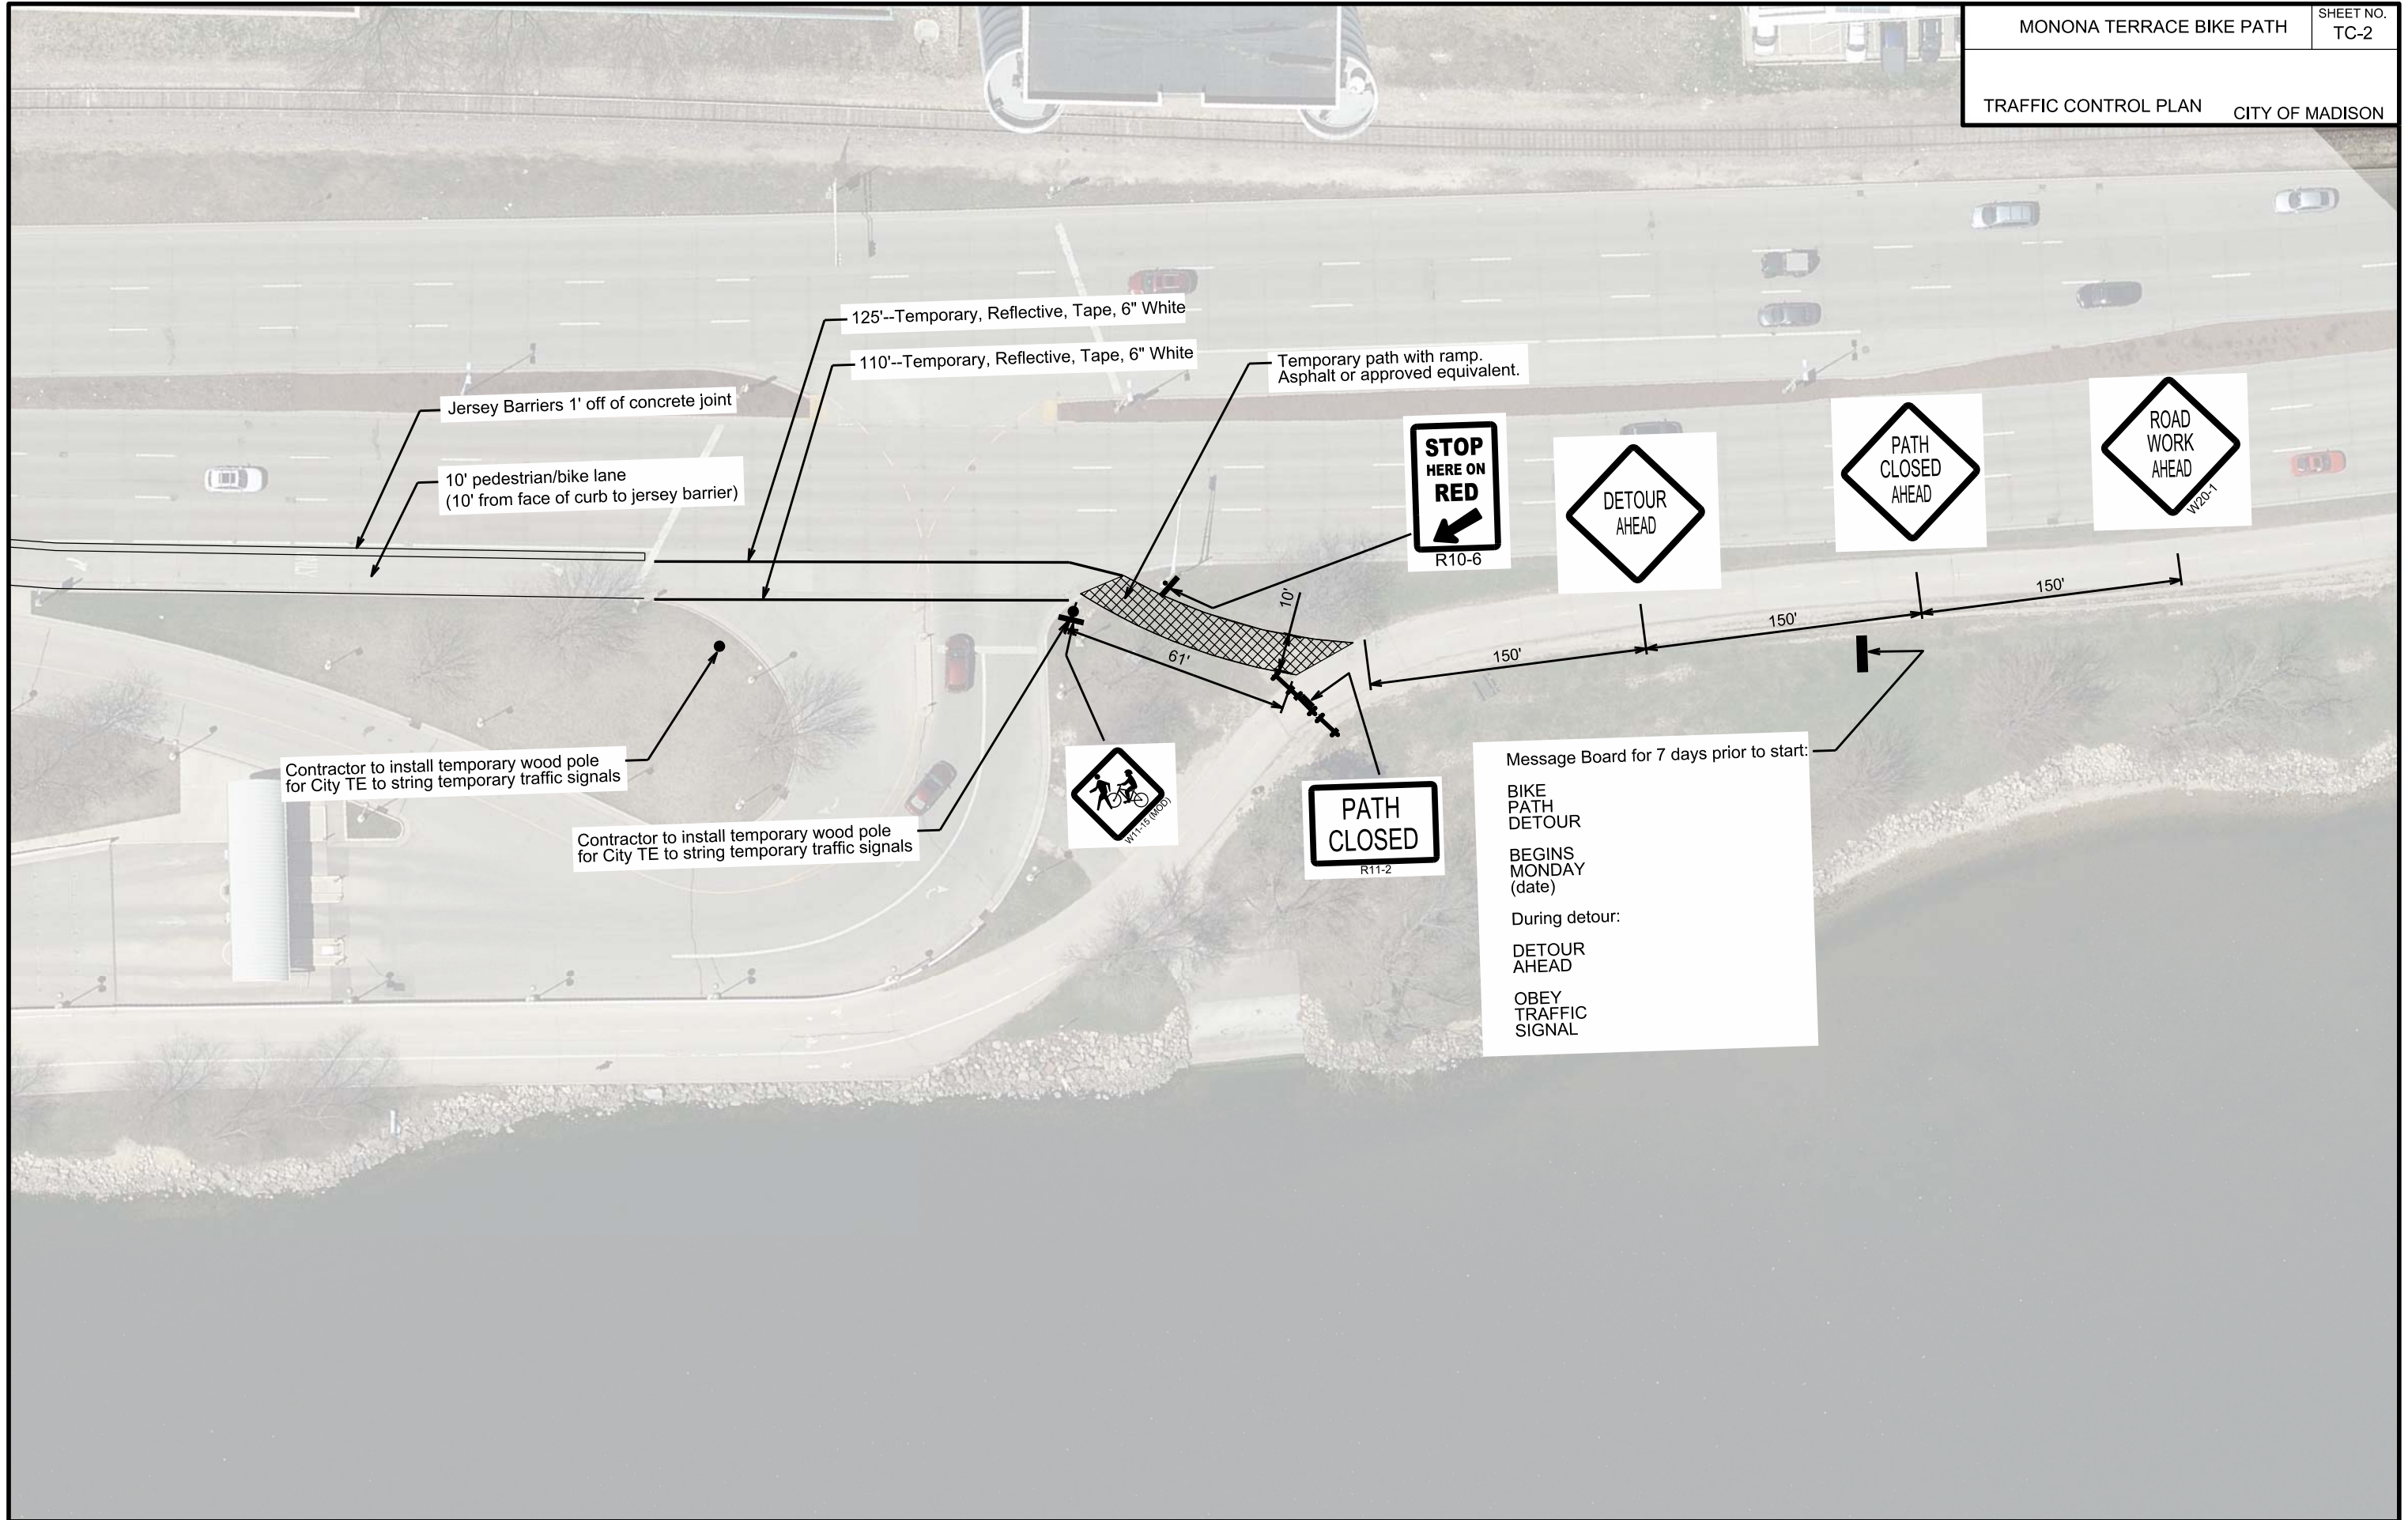 MONONA TERRACE BIKE PATH
SHEET NO.
TC-2
TRAFFIC CONTROL PLAN
CITY OF MADISON
125'--Temporary, Reflective, Tape, 6" White
110'--Temporary, Reflective, Tape, 6" White
Temporary path with ramp.
Asphalt or approved equivalent.
Jersey Barriers 1' off of concrete joint
10' pedestrian/bike lane
(10' from face of curb to jersey barrier)
STOP
HERE ON
RED
R10-6
DETOUR
AHEAD
PATH
CLOSED
AHEAD
ROAD
WORK
AHEAD
W20-1
10'
61'
150'
150'
150'
Contractor to install temporary wood pole
for City TE to string temporary traffic signals
Contractor to install temporary wood pole
for City TE to string temporary traffic signals
W11-15 (MOD)
PATH
CLOSED
R11-2
Message Board for 7 days prior to start:
BIKE
PATH
DETOUR
BEGINS
MONDAY
(date)
During detour:
DETOUR
AHEAD
OBEY
TRAFFIC
SIGNAL